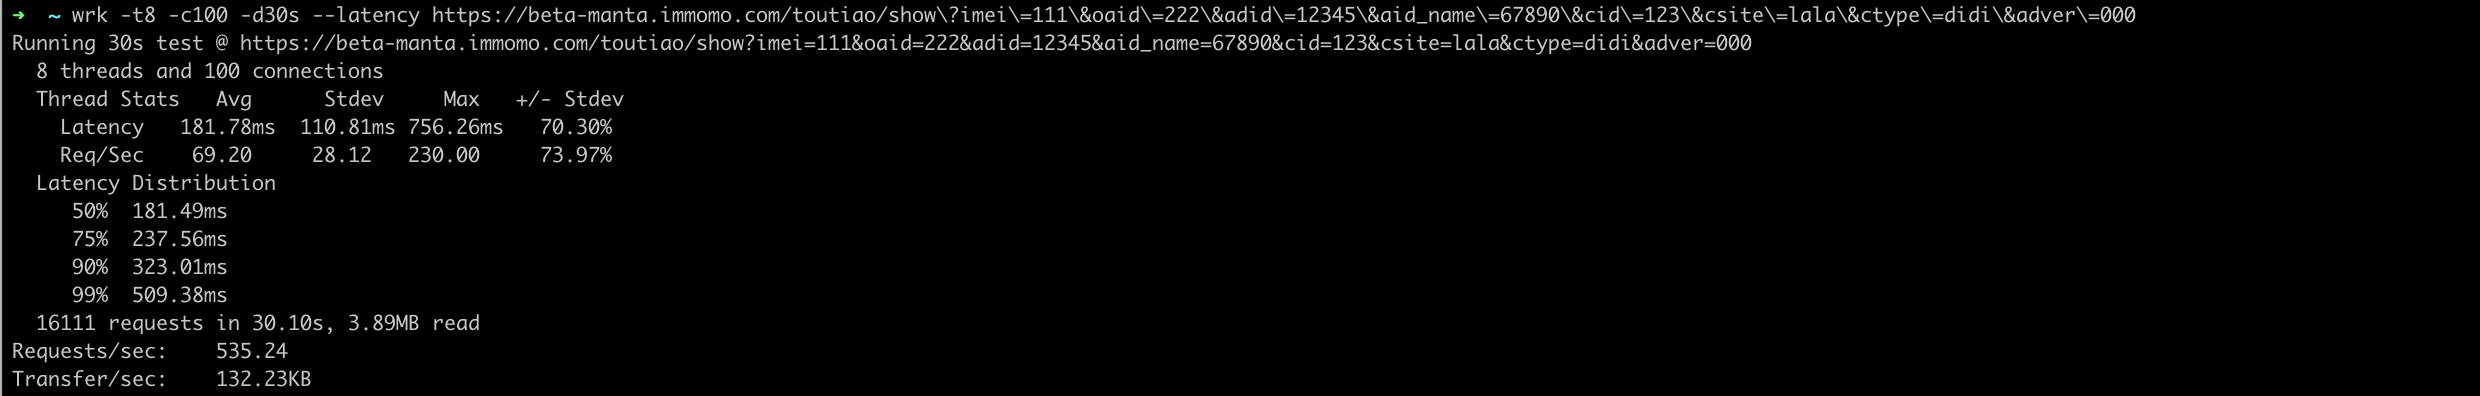 ➜  ~ wrk -t8 -c100 -d30s --latency https://beta-manta.immomo.com/toutiao/show\?imei\=111\&oaid\=222\&adid\=12345\&aid_name\=67890\&cid\=123\&csite\=lala\&ctype\=didi\&adver\=000
Running 30s test @ https://beta-manta.immomo.com/toutiao/show?imei=111&oaid=222&adid=12345&aid_name=67890&cid=123&csite=lala&ctype=didi&adver=000
  8 threads and 100 connections
  Thread Stats   Avg      Stdev     Max   +/- Stdev
    Latency   181.78ms  110.81ms 756.26ms   70.30%
    Req/Sec    69.20     28.12   230.00     73.97%
  Latency Distribution
     50%  181.49ms
     75%  237.56ms
     90%  323.01ms
     99%  509.38ms
  16111 requests in 30.10s, 3.89MB read
Requests/sec:    535.24
Transfer/sec:    132.23KB